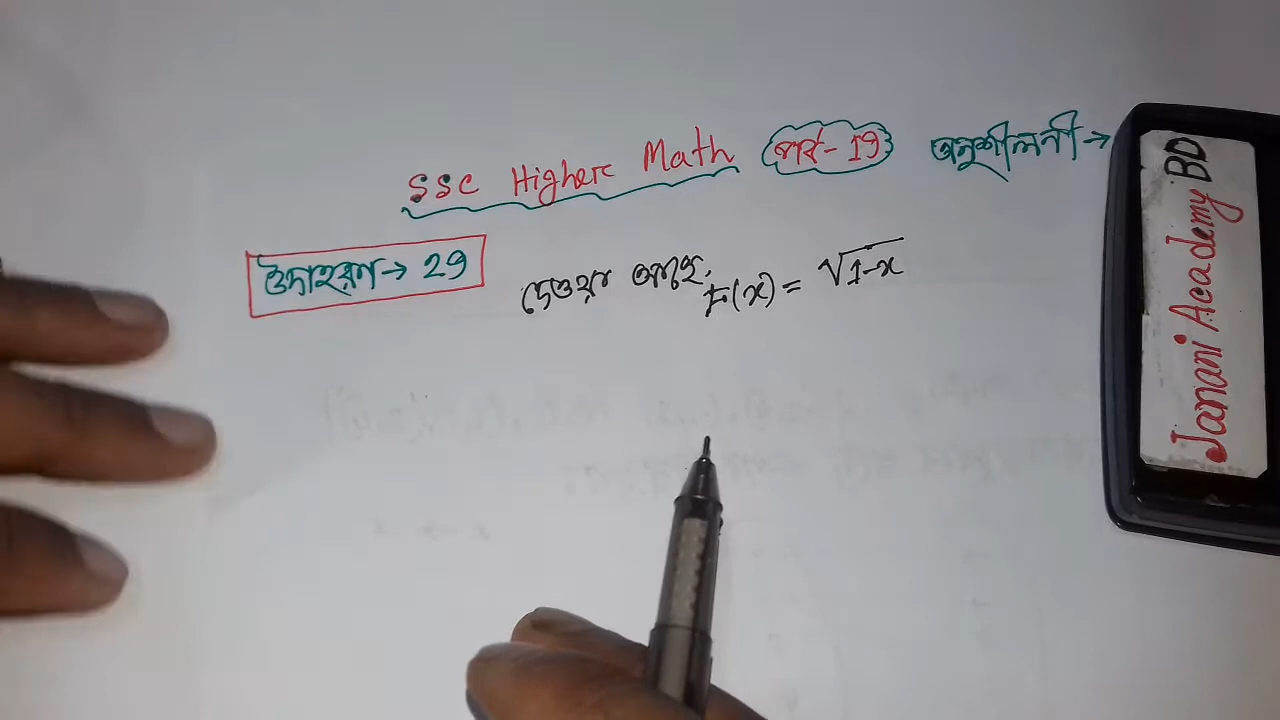 SSC Higher Math পর্ব-19 অনুশীলনী→
উদাহরণ→ 29 দেওয়া আছে, F(x) = √1-x
Janani Academy BD